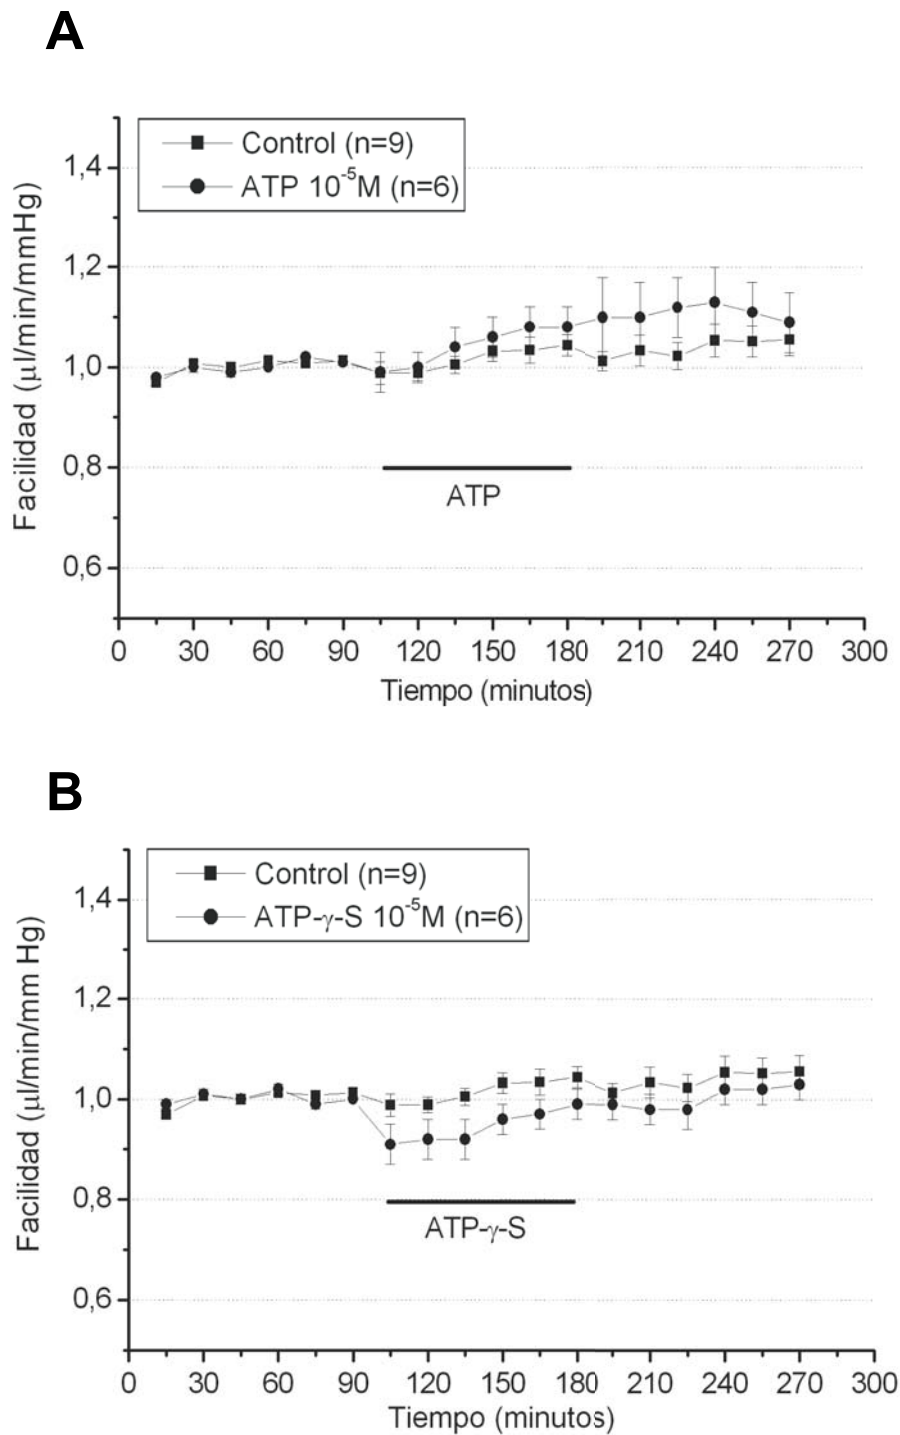 A
Control (n=9)
ATP 10⁻⁵M (n=6)
Facilidad (μl/min/mmHg)
1,4
1,2
1,0
0,8
0,6
ATP
0 30 60 90 120 150 180 210 240 270 300
Tiempo (minutos)
B
Control (n=9)
ATP-γ-S 10⁻⁵M (n=6)
Facilidad (μl/min/mm Hg)
1,4
1,2
1,0
0,8
0,6
ATP-γ-S
0 30 60 90 120 150 180 210 240 270 300
Tiempo (minutos)